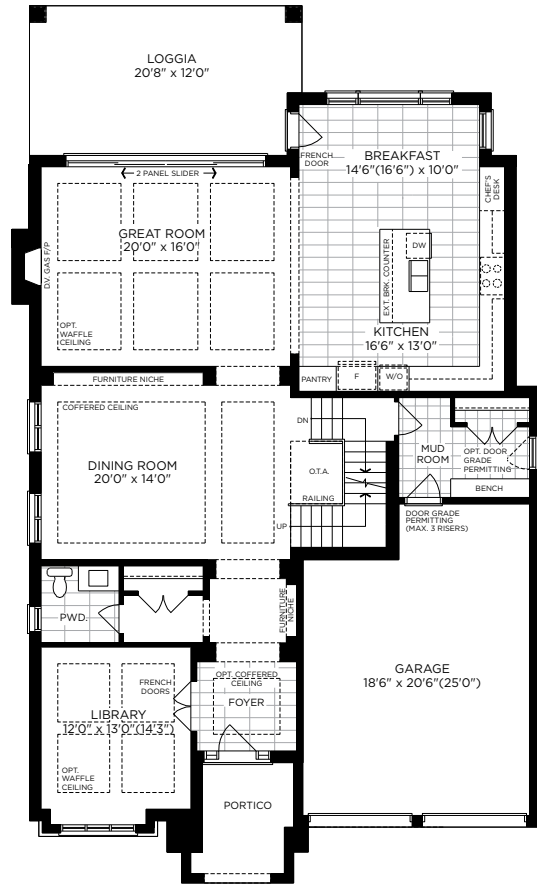 LOGGIA
20'8" x 12'0"
FRENCH
DOOR
BREAKFAST
14'6"(16'6") x 10'0"
2 PANEL SLIDER
CHEF'S
DESK
GREAT ROOM
20'0" x 16'0"
D.V. GAS F/P
EXT. BRK. COUNTER
DW
OPT.
WAFFLE
CEILING
KITCHEN
16'6" x 13'0"
FURNITURE NICHE
PANTRY
F
W/O
COFFERED CEILING
DN
MUD
ROOM
OPT. DOOR
GRADE
PERMITTING
DINING ROOM
20'0" x 14'0"
O.T.A.
BENCH
RAILING
UP
DOOR GRADE
PERMITTING
(MAX. 3 RISERS)
PWD.
FURNITURE
NICHE
GARAGE
18'6" x 20'6"(25'0")
OPT. COFFERED
CEILING
FOYER
FRENCH
DOORS
LIBRARY
12'0" x 13'0"(14'3")
OPT.
WAFFLE
CEILING
PORTICO